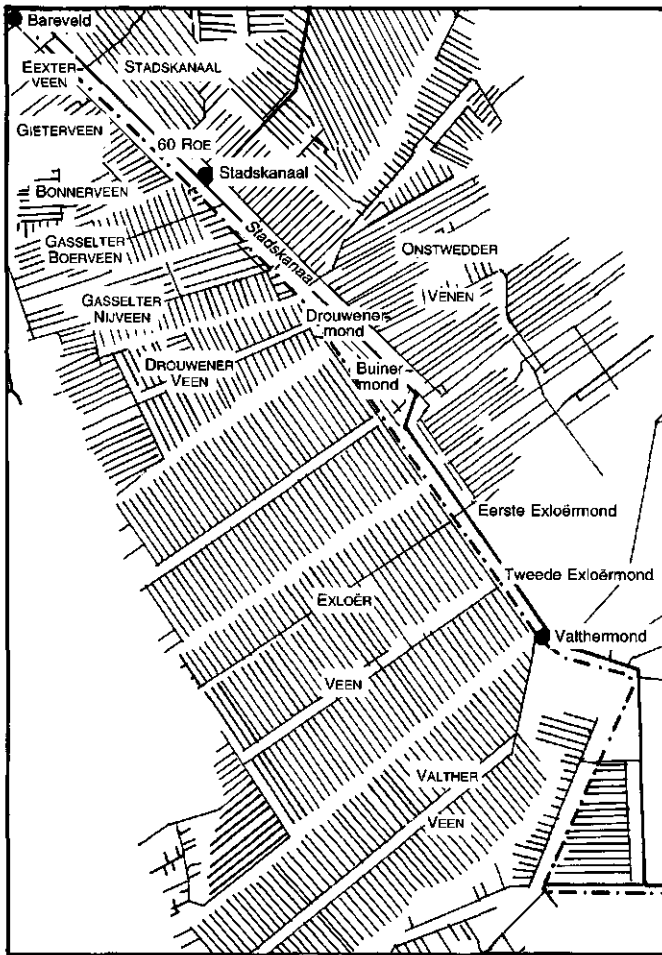 Bareveld
EEXTER-
VEEN
STADSKANAAL
GIETERVEEN
60 ROE
Stadskanaal
BONNERVEEN
Stadskanaal
GASSELTER
BOERVEEN
ONSTWEDDER
VENEN
GASSELTER
NIJVEEN
Drouwener-
mond
DROUWENER
VEEN
Buiner-
mond
Eerste Exloërmond
Tweede Exloërmond
EXLOËR
Valthermond
VEEN
VALTHER
VEEN